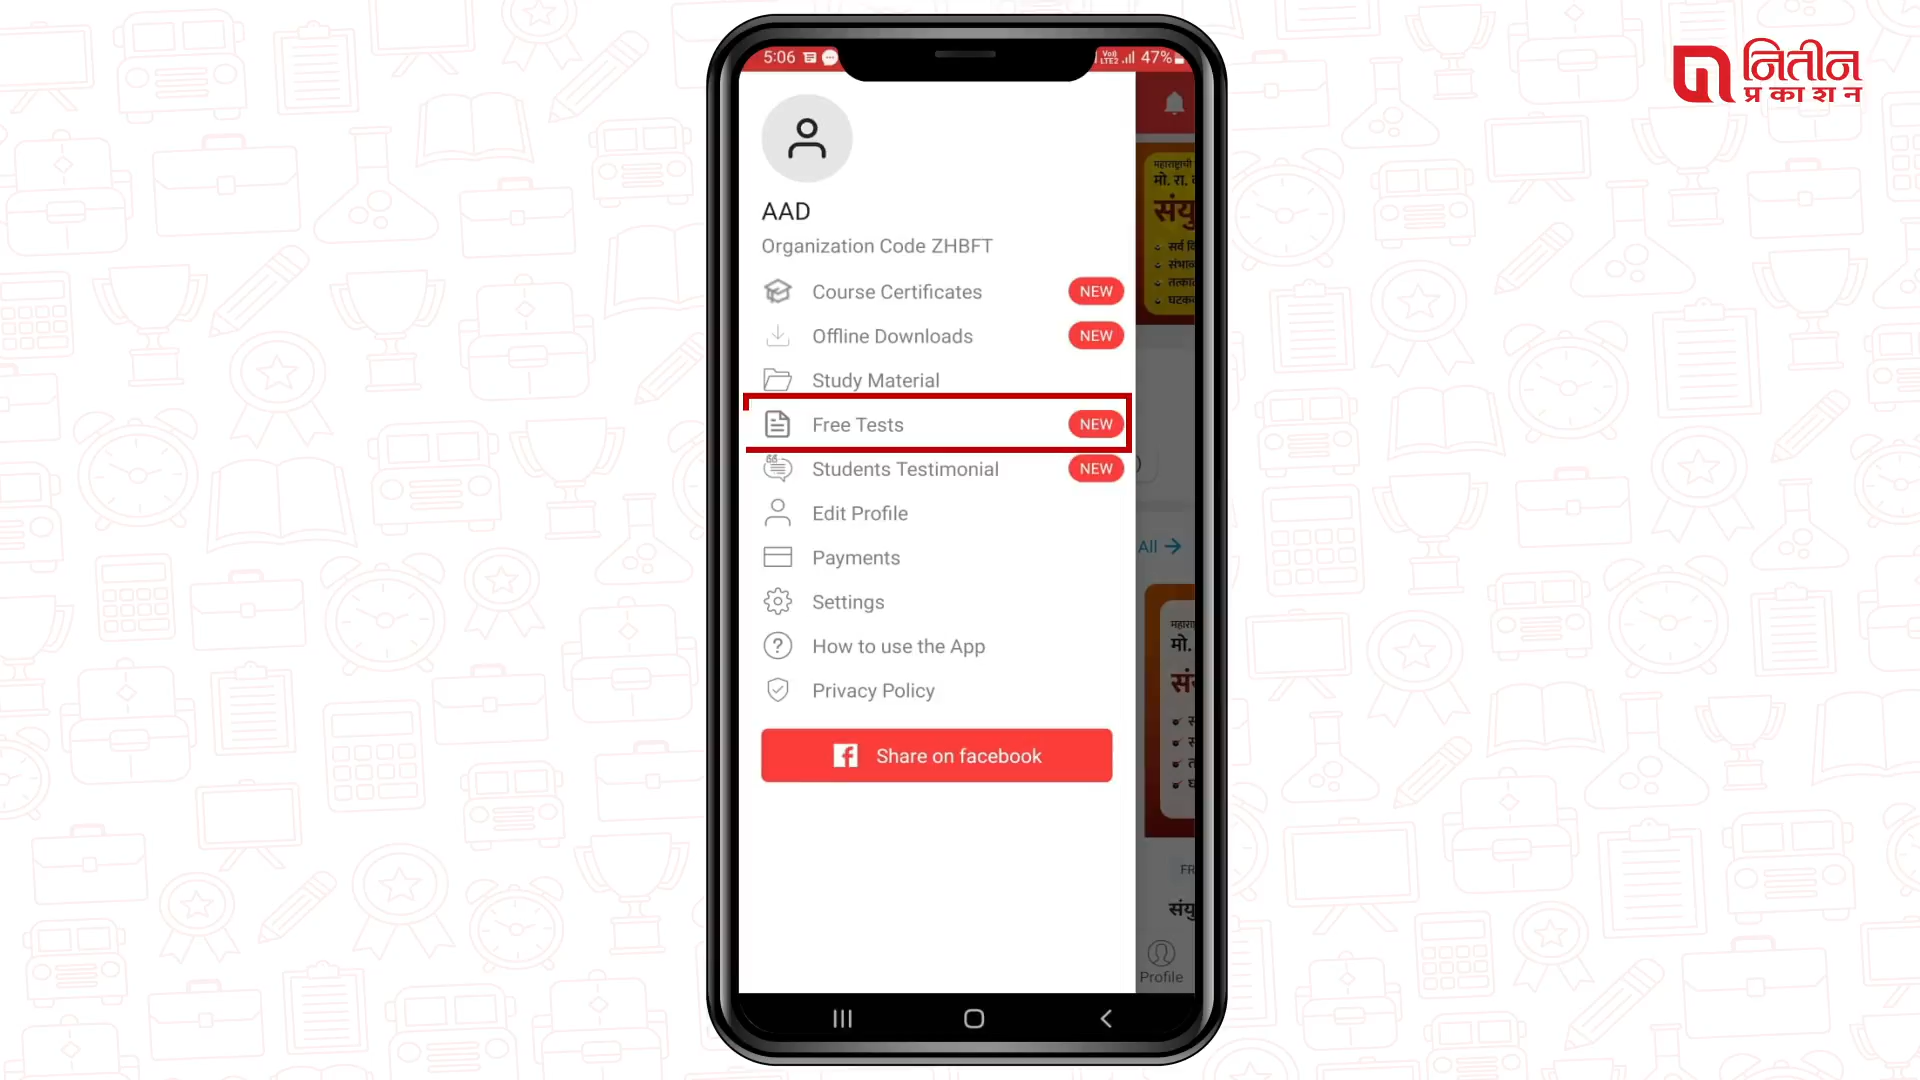 नितीन
प्रकाशन
5:06
Vo))
LTE2
47%
AAD
Organization Code ZHBFT
Course Certificates NEW
Offline Downloads NEW
Study Material
Free Tests NEW
Students Testimonial NEW
Edit Profile
Payments
Settings
How to use the App
Privacy Policy
Share on facebook
मो. रा.
All
मो.
Profile